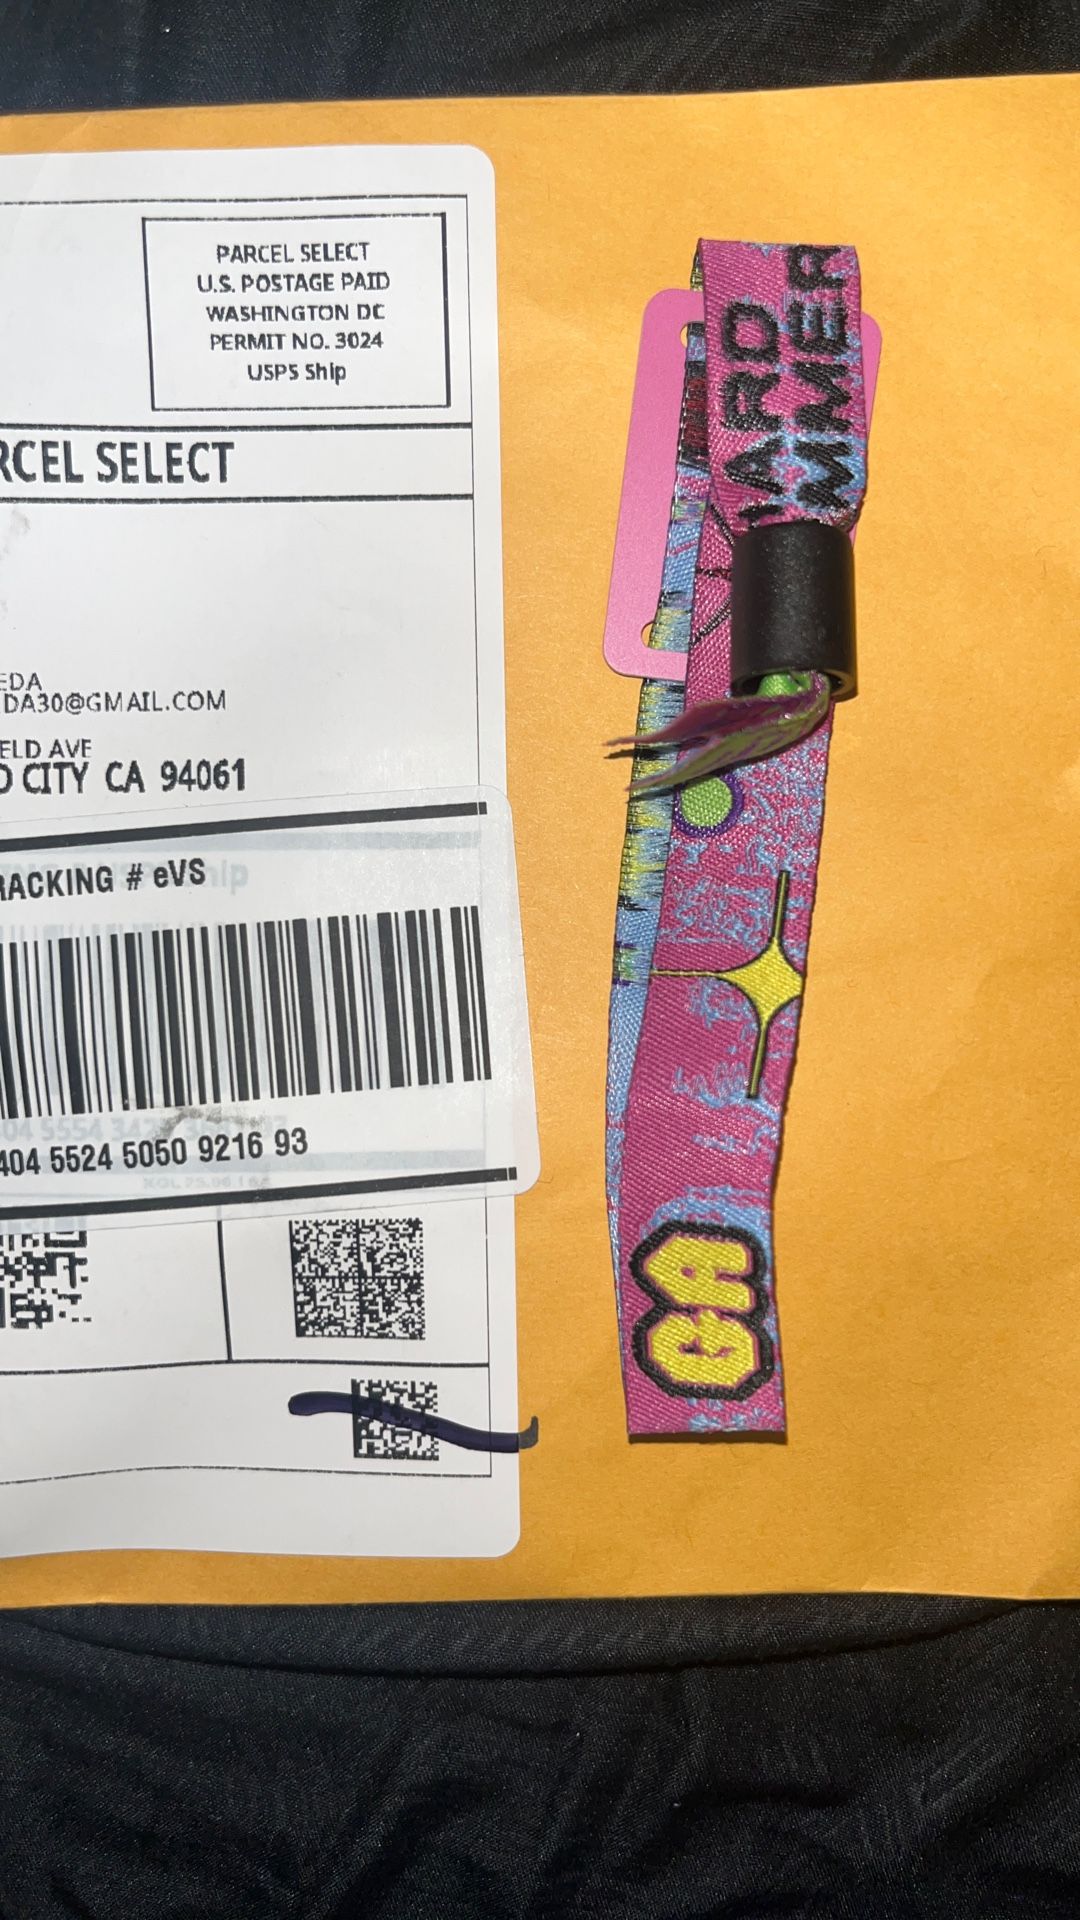 PARCEL SELECT
U.S. POSTAGE PAID
WASHINGTON DC
PERMIT NO. 3024
USPS Ship
RCEL SELECT
EDA
DA30@GMAIL.COM
ELD AVE
CITY CA 94061
RACKING # eVS
404 5524 5050 9216 93
ARD
MMER
GA